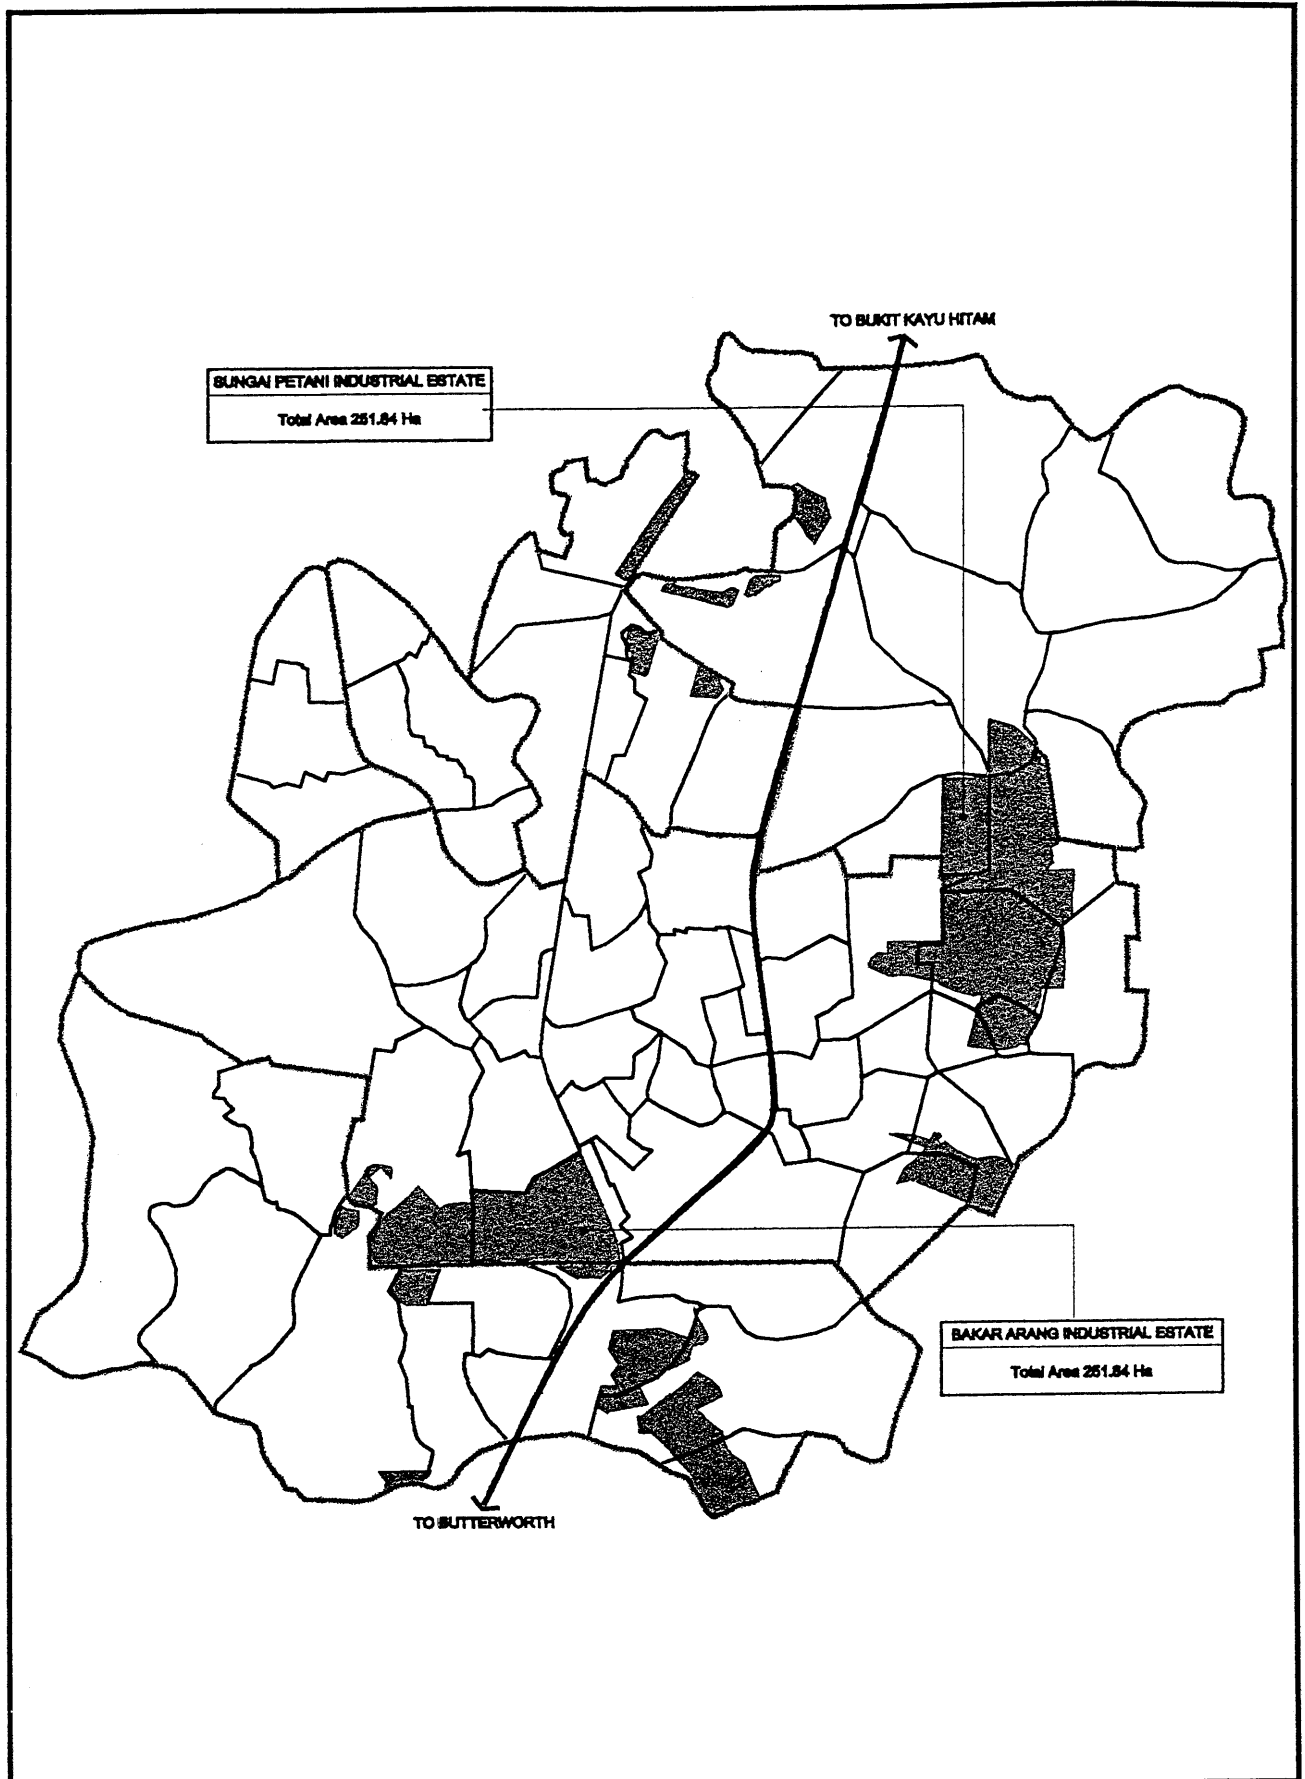 TO BUKIT KAYU HITAM
SUNGAI PETANI INDUSTRIAL ESTATE
Total Area 251.84 Ha
BAKAR ARANG INDUSTRIAL ESTATE
Total Area 251.84 Ha
TO BUTTERWORTH